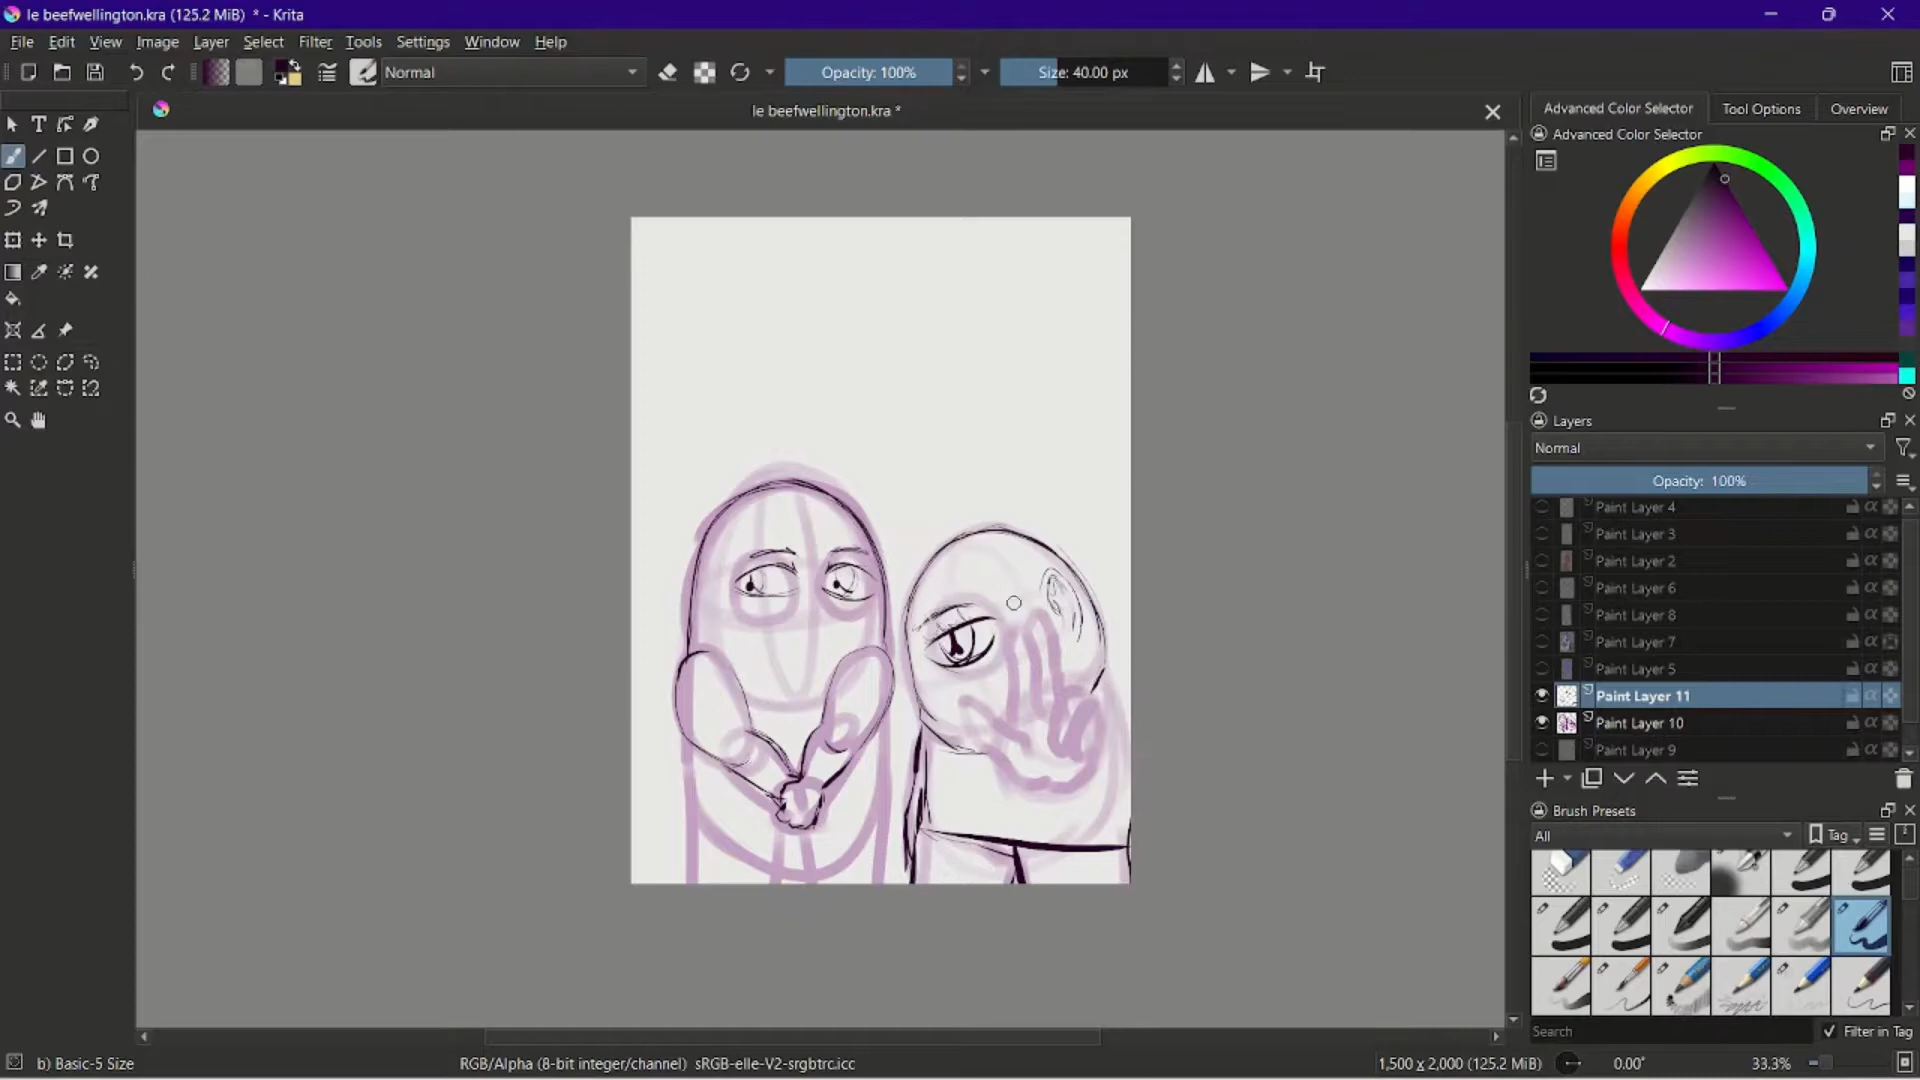 le beefwellington.kra (125.2 MiB) * - Krita
File Edit View Image Layer Select Filter Tools Settings Window Help
Normal Opacity: 100% Size: 40.00 px
le beefwellington.kra *
Advanced Color Selector Tool Options Overview
Advanced Color Selector
Layers
Normal
Opacity: 100%
Paint Layer 4
Paint Layer 3
Paint Layer 2
Paint Layer 6
Paint Layer 8
Paint Layer 7
Paint Layer 5
Paint Layer 11
Paint Layer 10
Paint Layer 9
Brush Presets
All Tag
Search Filter in Tag
b) Basic-5 Size RGB/Alpha (8-bit integer/channel) sRGB-elle-V2-srgbtrc.icc 1,500 x 2,000 (125.2 MiB) 0.00° 33.3%